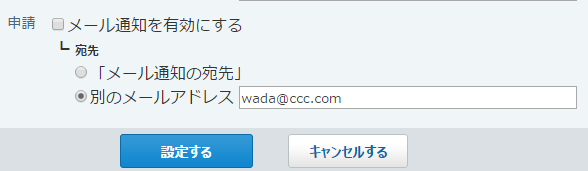 申請 メール通知を有効にする
宛先
「メール通知の宛先」
別のメールアドレス wada@ccc.com
設定する キャンセルする